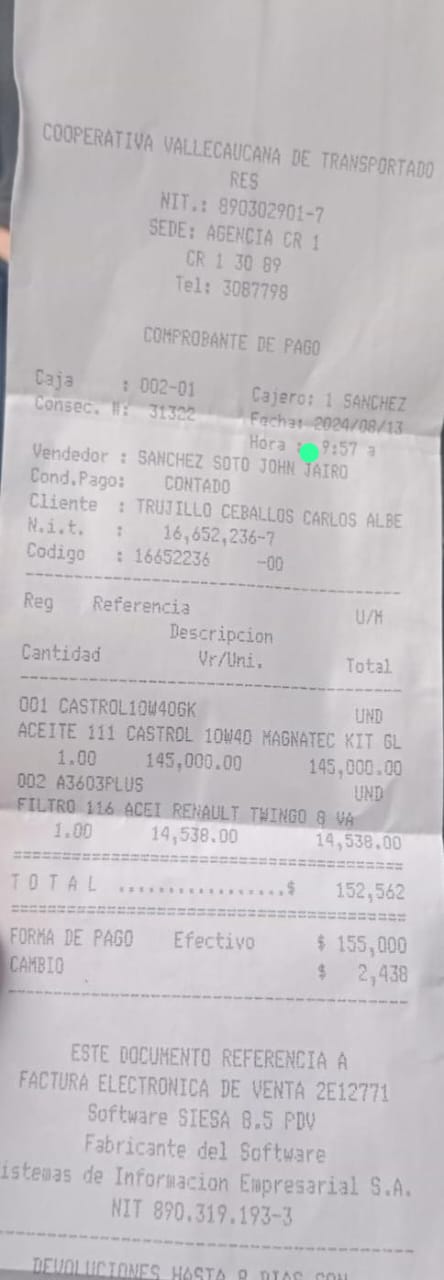 COOPERATIVA VALLECAUCANA DE TRANSPORTADO
RES
NIT.: 890302901-7
SEDE: AGENCIA CR 1
CR 1 30 89
Tel: 3087798
COMPROBANTE DE PAGO
Caja : 002-01 Cajero: 1 SANCHEZ
Consec. #: 31322 Fecha: 2024/08/13
Hora : 9:57 a
Vendedor : SANCHEZ SOTO JOHN JAIRO
Cond.Pago: CONTADO
Cliente : TRUJILLO CEBALLOS CARLOS ALBE
N.i.t. : 16,652,236-7
Codigo : 16652236 -00
Reg Referencia U/M
Descripcion
Cantidad Vr/Uni. Total
001 CASTROL10W40GK UND
ACEITE 111 CASTROL 10W40 MAGNATEC KIT GL
1.00 145,000.00 145,000.00
002 A3603PLUS UND
FILTRO 116 ACEI RENAULT TWINGO 8 VA
1.00 14,538.00 14,538.00
T O T A L .................$ 152,562
FORMA DE PAGO Efectivo $ 155,000
CAMBIO $ 2,438
ESTE DOCUMENTO REFERENCIA A
FACTURA ELECTRONICA DE VENTA 2E12771
Software SIESA 8.5 PDV
Fabricante del Software
istemas de Informacion Empresarial S.A.
NIT 890.319.193-3
DEVOLUCIONES HASTA 8 DIAS CON